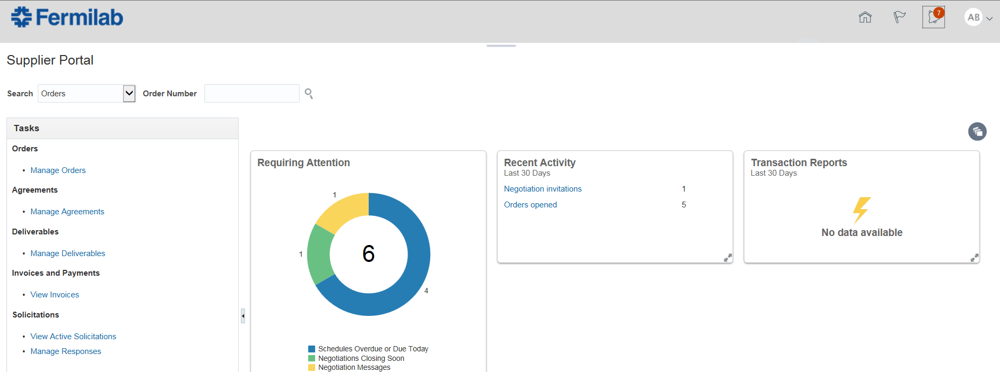 Fermilab
7
AB
Supplier Portal
Search Orders Order Number
Tasks
Orders
• Manage Orders
Agreements
• Manage Agreements
Deliverables
• Manage Deliverables
Invoices and Payments
• View Invoices
Solicitations
• View Active Solicitations
• Manage Responses
Requiring Attention
1
1
6
4
Schedules Overdue or Due Today
Negotiations Closing Soon
Negotiation Messages
Recent Activity
Last 30 Days
Negotiation invitations 1
Orders opened 5
Transaction Reports
Last 30 Days
No data available